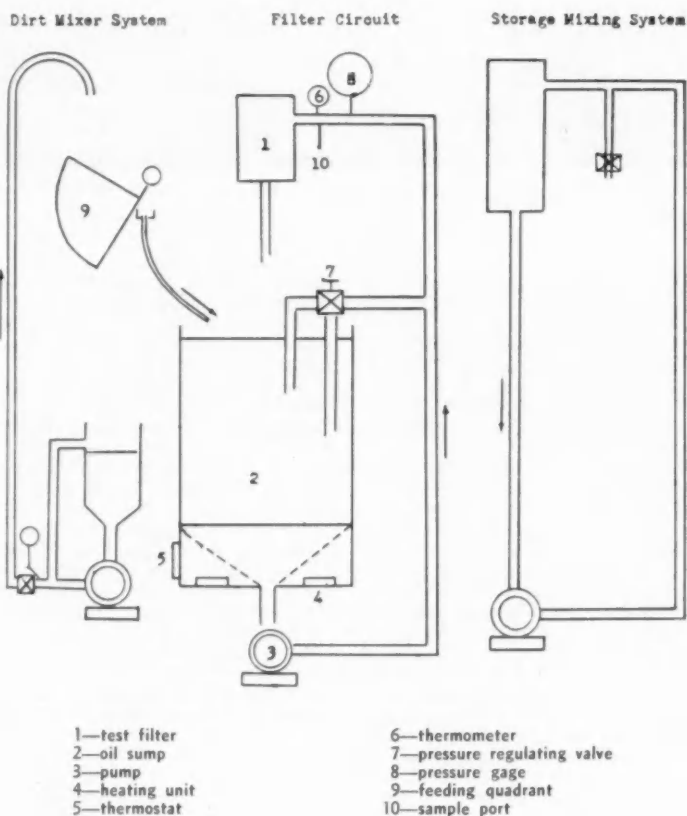 Dirt Mixer System
Filter Circuit
Storage Mixing System
6
8
1
10
9
7
2
5
4
3
1—test filter
2—oil sump
3—pump
4—heating unit
5—thermostat
6—thermometer
7—pressure regulating valve
8—pressure gage
9—feeding quadrant
10—sample port